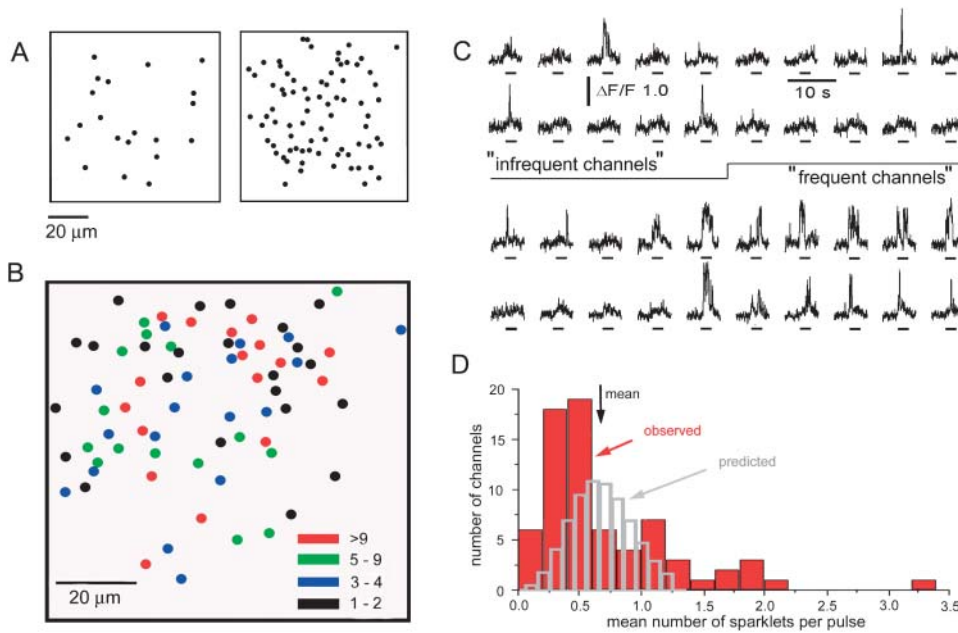 A
20 μm
B
>9
5 - 9
3 - 4
1 - 2
20 μm
C
ΔF/F 1.0
10 s
"infrequent channels"
"frequent channels"
D
20
15
10
5
0
number of channels
mean
observed
predicted
0.0 0.5 1.0 1.5 2.0 2.5 3.0 3.5
mean number of sparklets per pulse